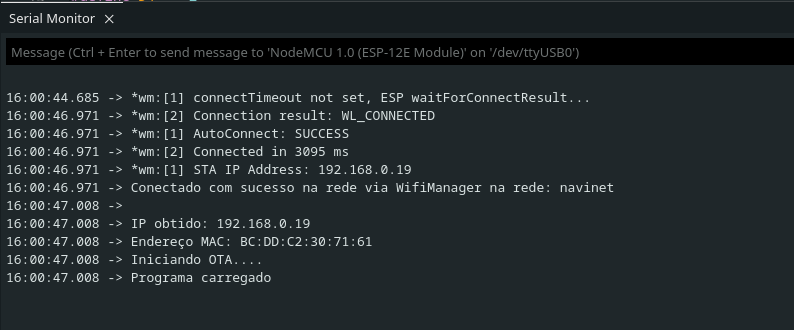 Serial Monitor ×
Message (Ctrl + Enter to send message to 'NodeMCU 1.0 (ESP-12E Module)' on '/dev/ttyUSB0')
16:00:44.685 -> *wm:[1] connectTimeout not set, ESP waitForConnectResult...
16:00:46.971 -> *wm:[2] Connection result: WL_CONNECTED
16:00:46.971 -> *wm:[1] AutoConnect: SUCCESS
16:00:46.971 -> *wm:[2] Connected in 3095 ms
16:00:46.971 -> *wm:[1] STA IP Address: 192.168.0.19
16:00:46.971 -> Conectado com sucesso na rede via WifiManager na rede: navinet
16:00:47.008 ->
16:00:47.008 -> IP obtido: 192.168.0.19
16:00:47.008 -> Endereço MAC: BC:DD:C2:30:71:61
16:00:47.008 -> Iniciando OTA....
16:00:47.008 -> Programa carregado